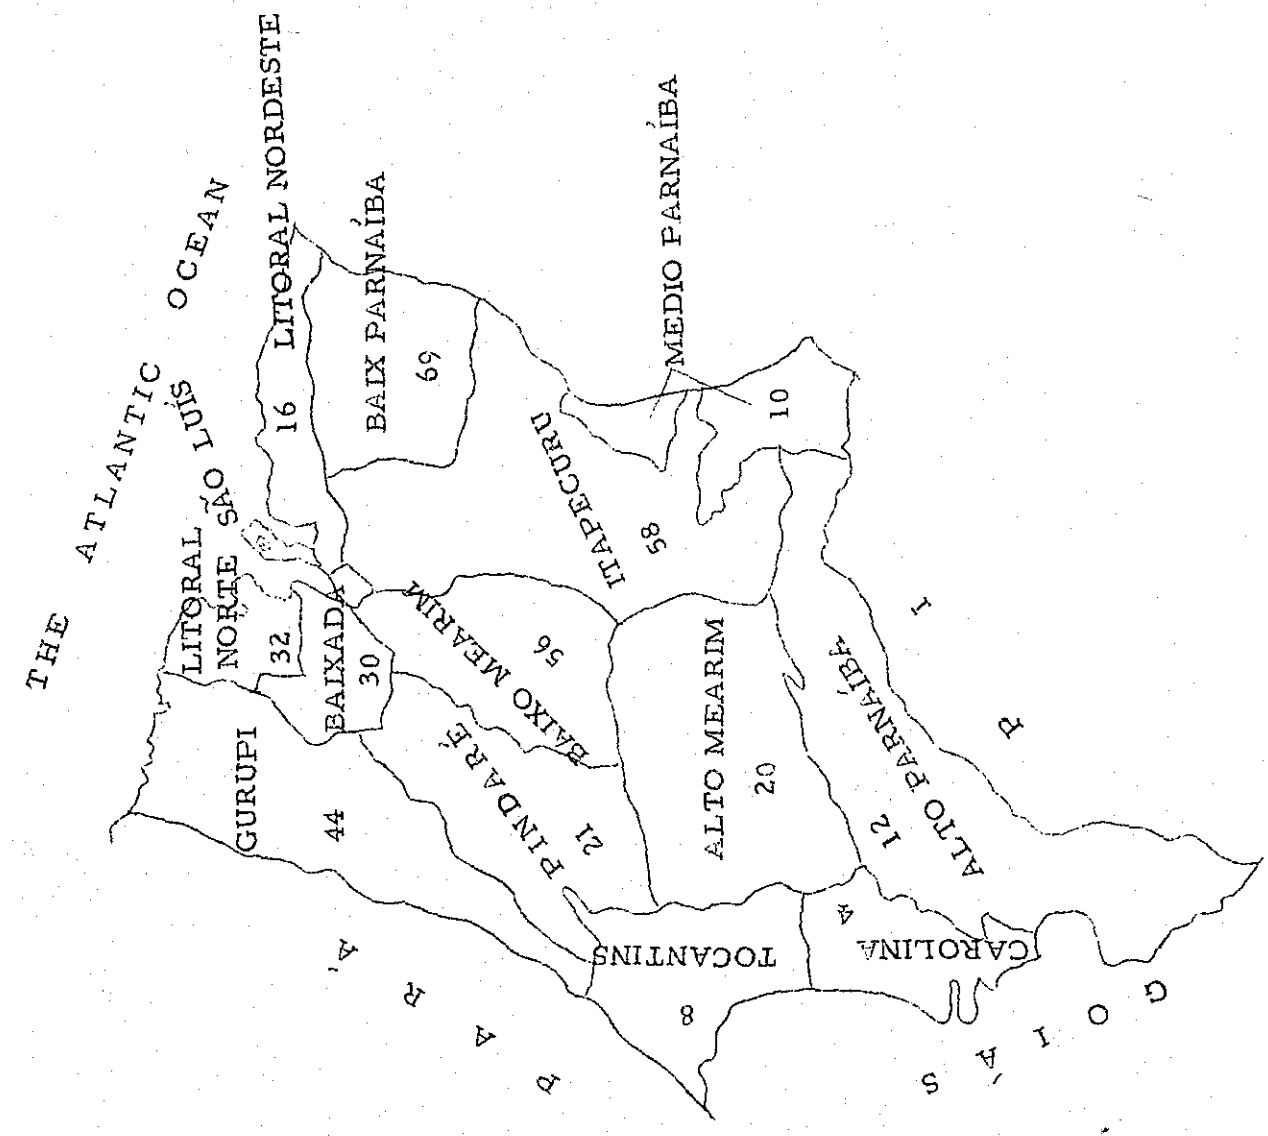 THE ATLANTIC OCEAN
LITORAL
NORTE
32
SÃO LUÍS
16
LITORAL NORDESTE
GURUPI
44
BAIXADA
30
BAIX PARNAÍBA
69
PINDARÉ
21
BAIXO MEARIM
56
ITAPECURU
58
MEDIO PARNAÍBA
10
ALTO MEARIM
20
ALTO PARNAÍBA
12
TOCANTINS
8
CAROLINA
4
PARÁ
GOIÁS
P I